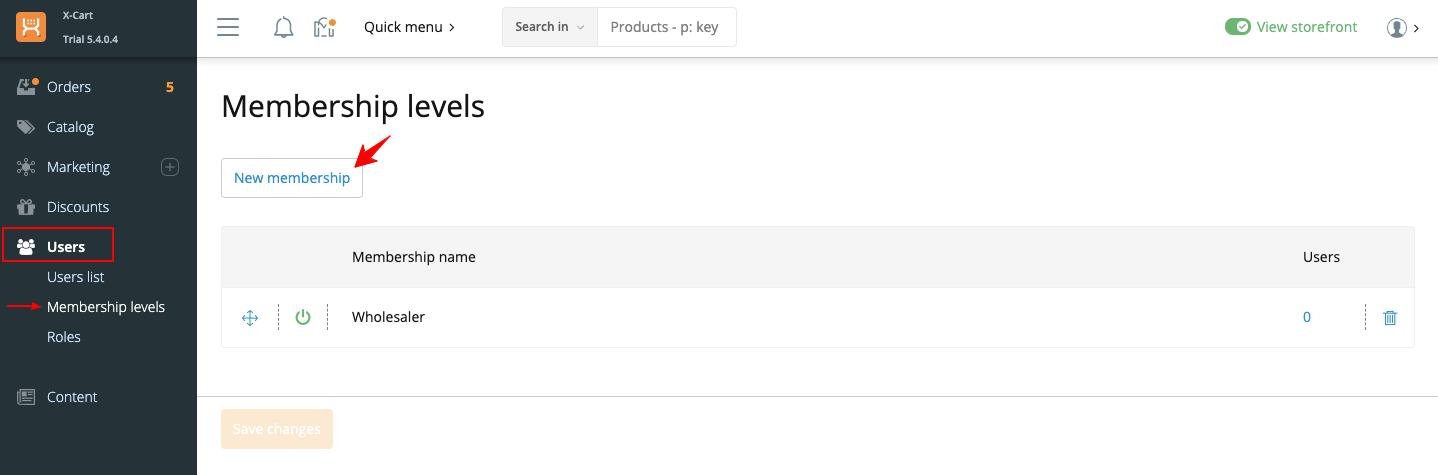 X-Cart
Trial 5.4.0.4
Quick menu
Search in
Products - p: key
View storefront
Orders 5
Catalog
Marketing
Discounts
Users
Users list
Membership levels
Roles
Content
Membership levels
New membership
Membership name Users
Wholesaler 0
Save changes